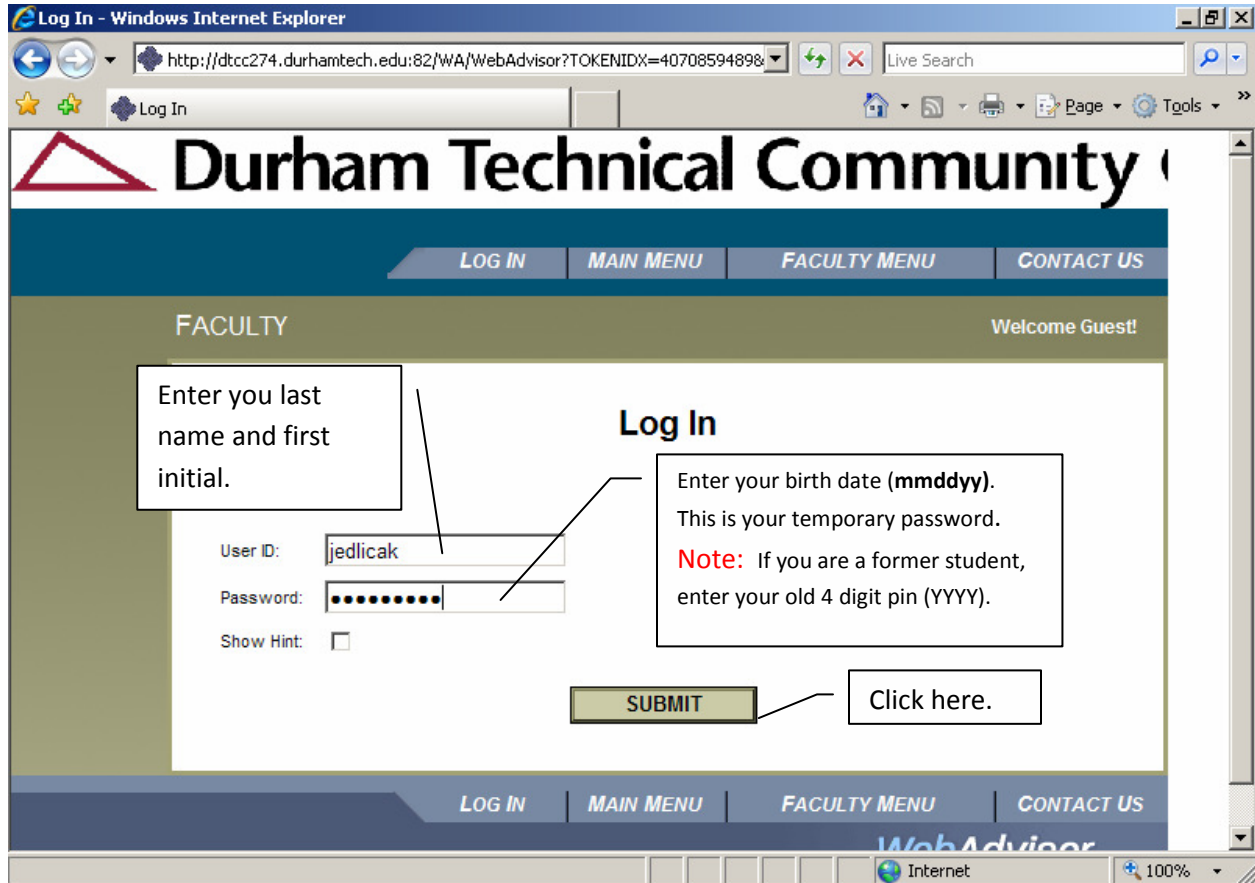 Log In - Windows Internet Explorer
http://dtcc274.durhamtech.edu:82/WA/WebAdvisor?TOKENIDX=4070859489&
Live Search
Log In
Page
Tools
»
Durham Technical Community
LOG IN
MAIN MENU
FACULTY MENU
CONTACT US
FACULTY
Welcome Guest!
Enter you last
name and first
initial.
Log In
Enter your birth date (mmddyy).
This is your temporary password.
Note: If you are a former student,
enter your old 4 digit pin (YYYY).
User ID:
jedlicak
Password:
•••••••••
Show Hint:
SUBMIT
Click here.
LOG IN
MAIN MENU
FACULTY MENU
CONTACT US
WebAdvisor
Internet
100%